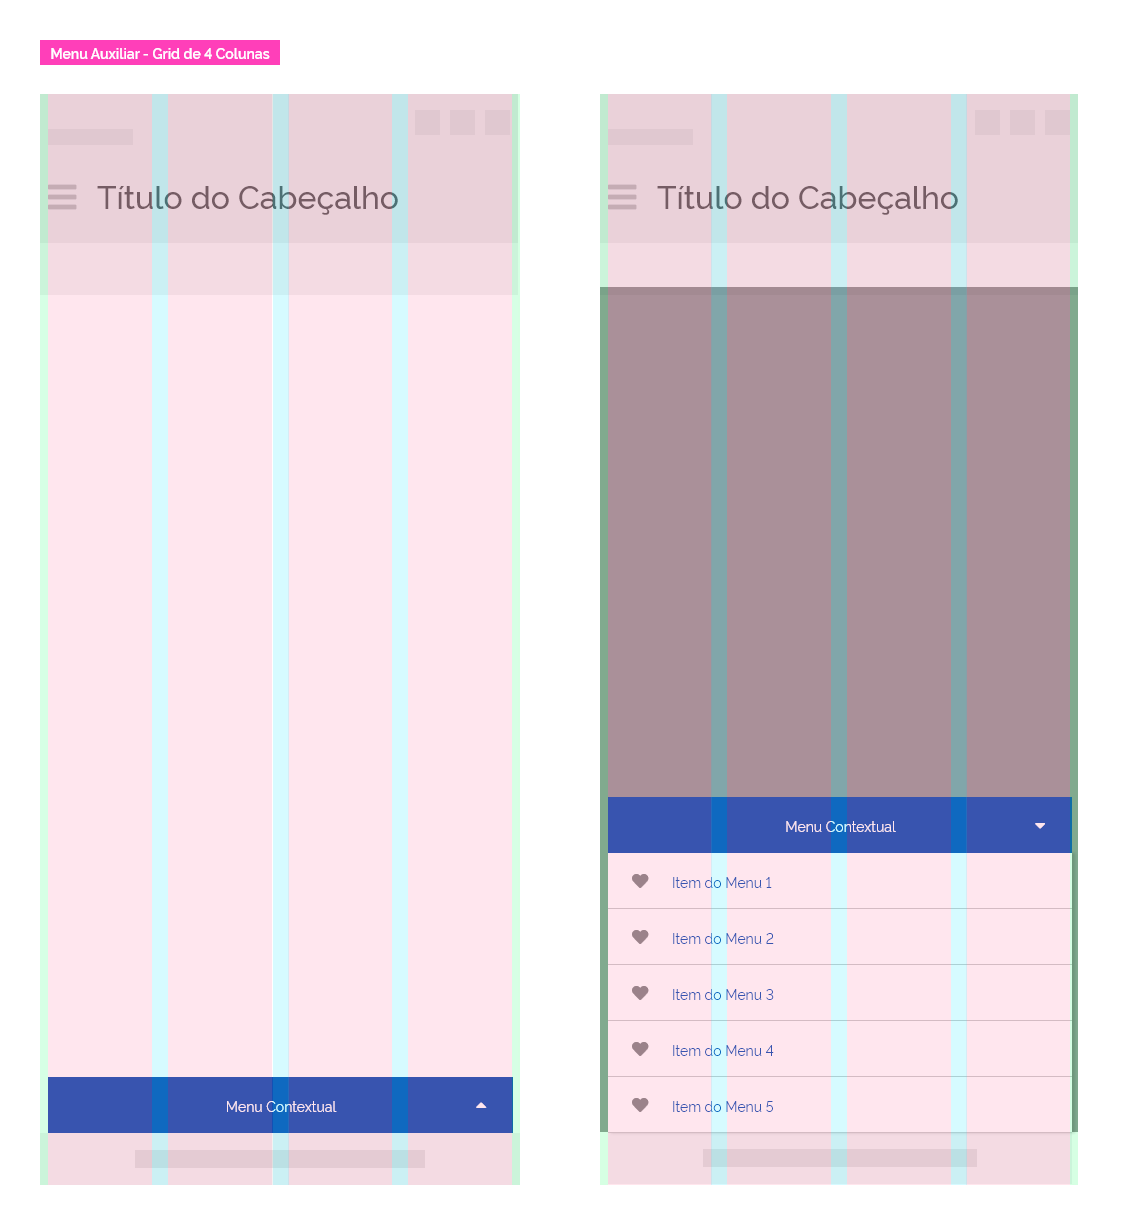 Menu Auxiliar - Grid de 4 Colunas
Título do Cabeçalho
Menu Contextual
Título do Cabeçalho
Menu Contextual
Item do Menu 1
Item do Menu 2
Item do Menu 3
Item do Menu 4
Item do Menu 5